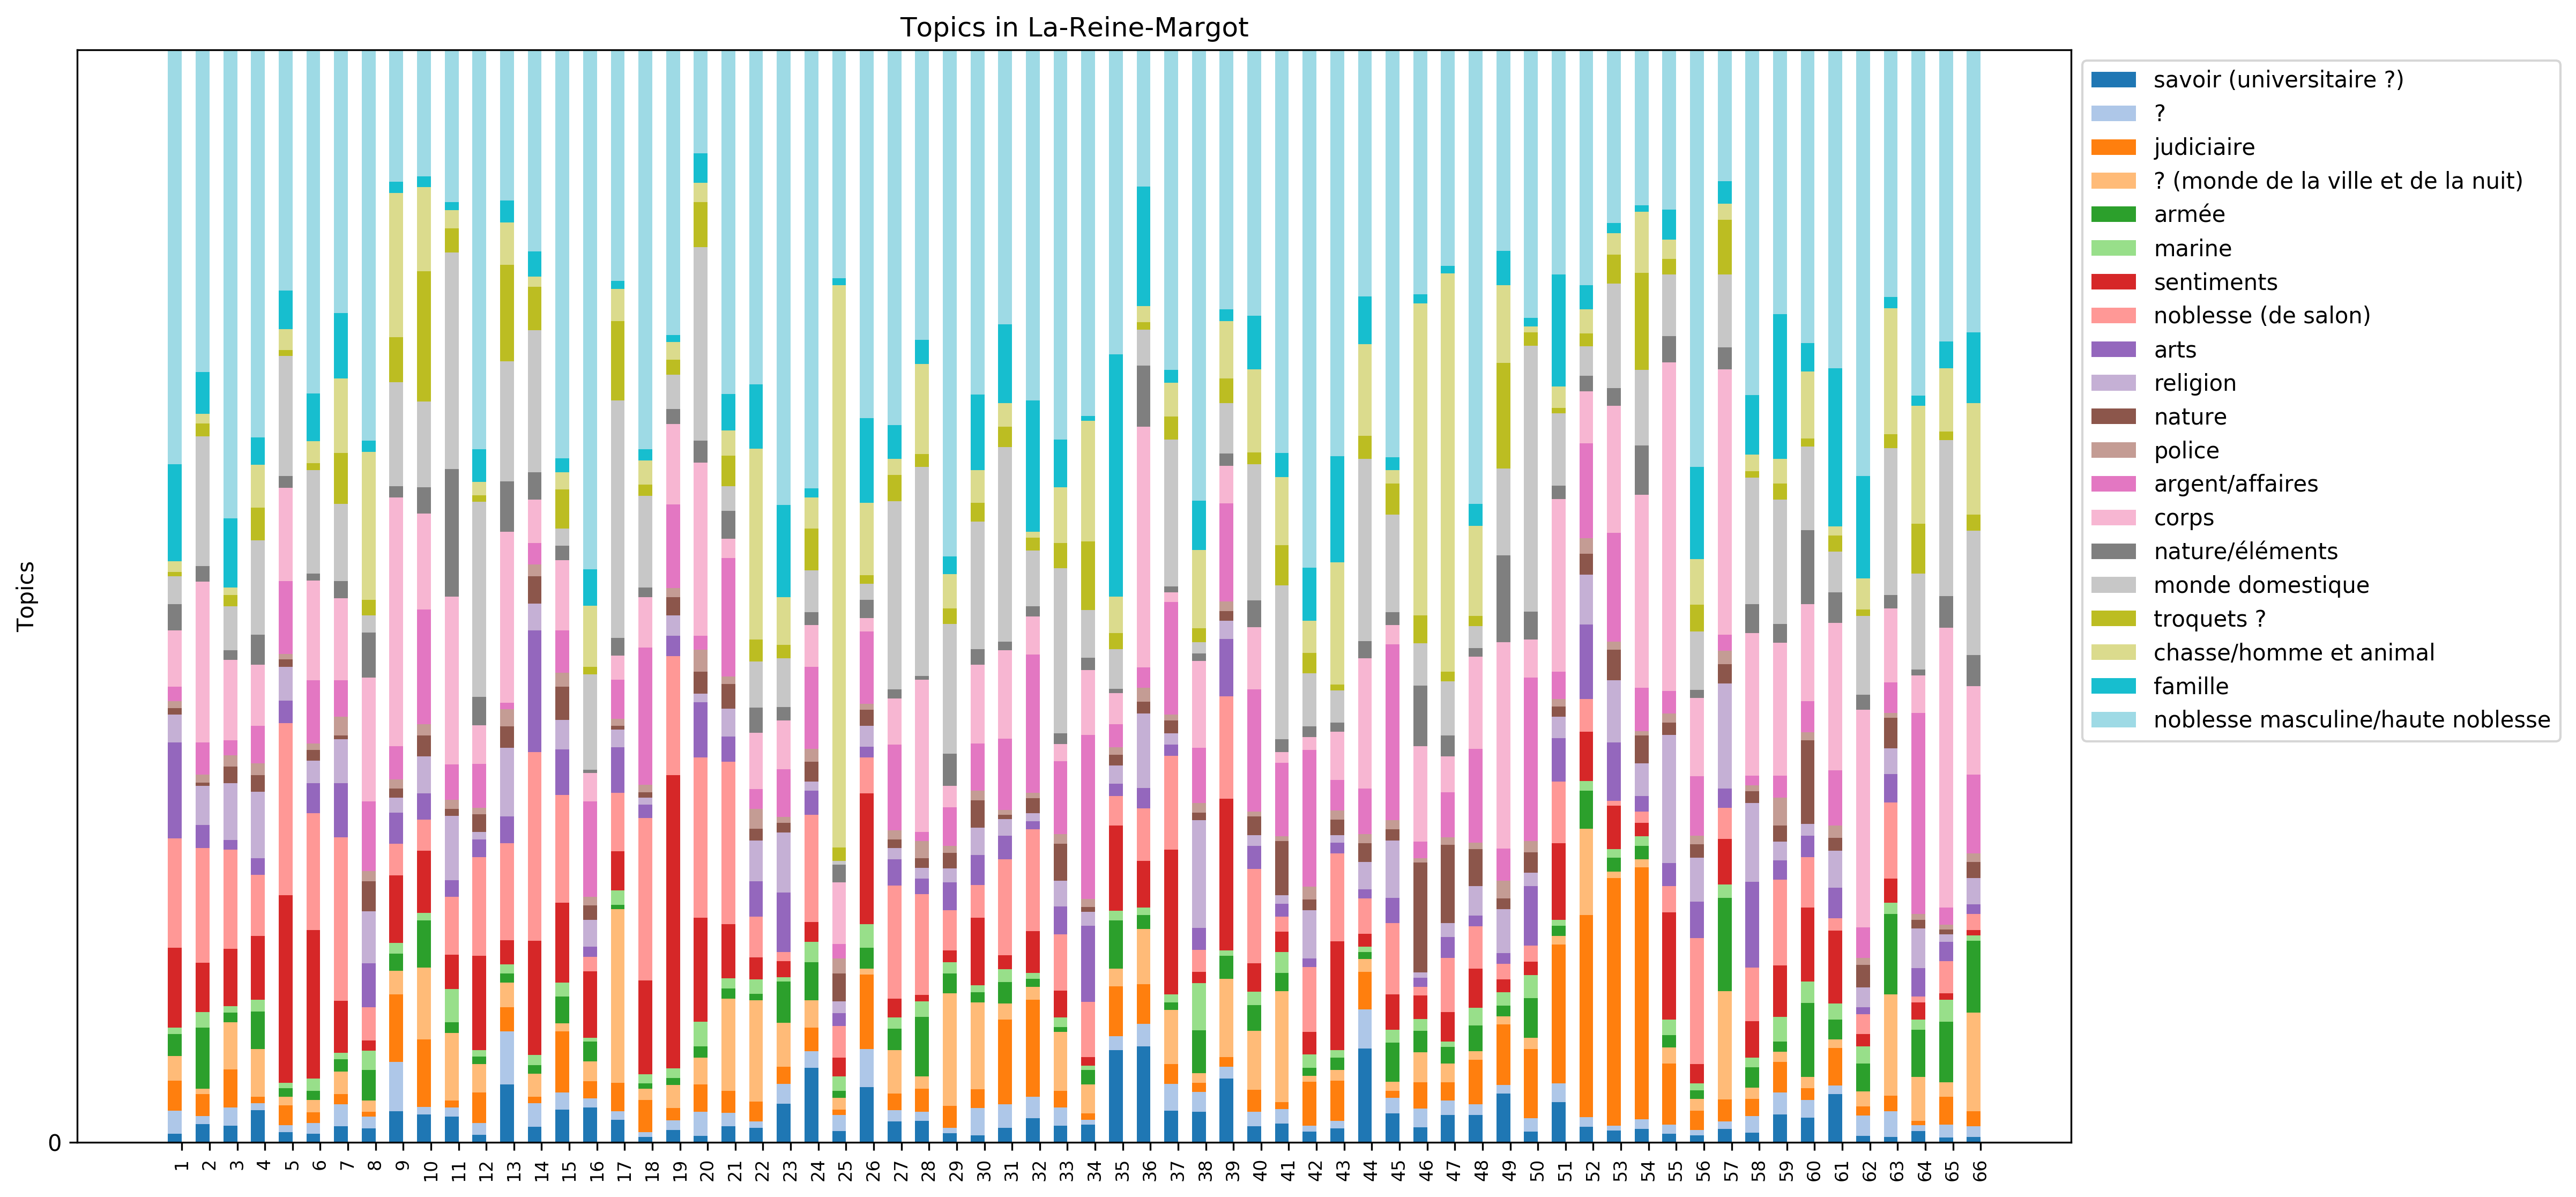 Topics in La-Reine-Margot
Topics
0
1 2 3 4 5 6 7 8 9 10 11 12 13 14 15 16 17 18 19 20 21 22 23 24 25 26 27 28 29 30 31 32 33 34 35 36 37 38 39 40 41 42 43 44 45 46 47 48 49 50 51 52 53 54 55 56 57 58 59 60 61 62 63 64 65 66
savoir (universitaire ?)
?
judiciaire
? (monde de la ville et de la nuit)
armée
marine
sentiments
noblesse (de salon)
arts
religion
nature
police
argent/affaires
corps
nature/éléments
monde domestique
troquets ?
chasse/homme et animal
famille
noblesse masculine/haute noblesse